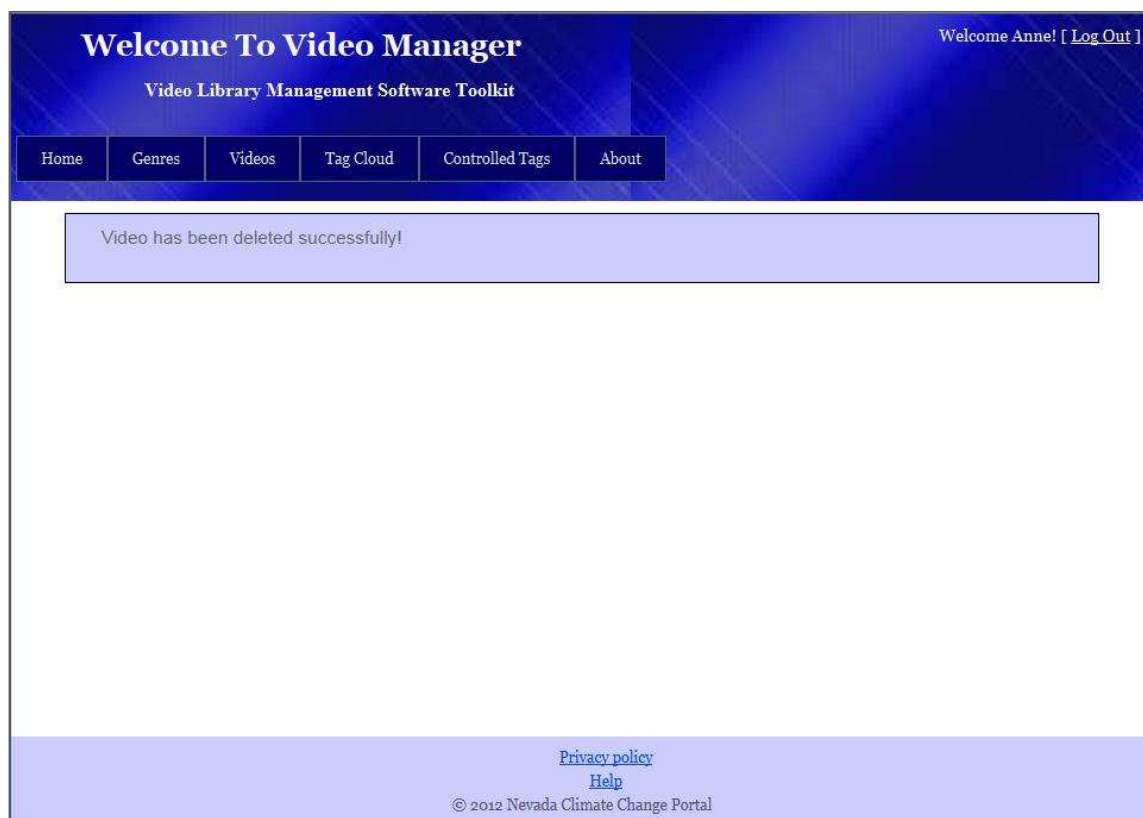 Welcome To Video Manager
Welcome Anne! [ Log Out ]
Video Library Management Software Toolkit
Home Genres Videos Tag Cloud Controlled Tags About
Video has been deleted successfully!
Privacy policy
Help
© 2012 Nevada Climate Change Portal